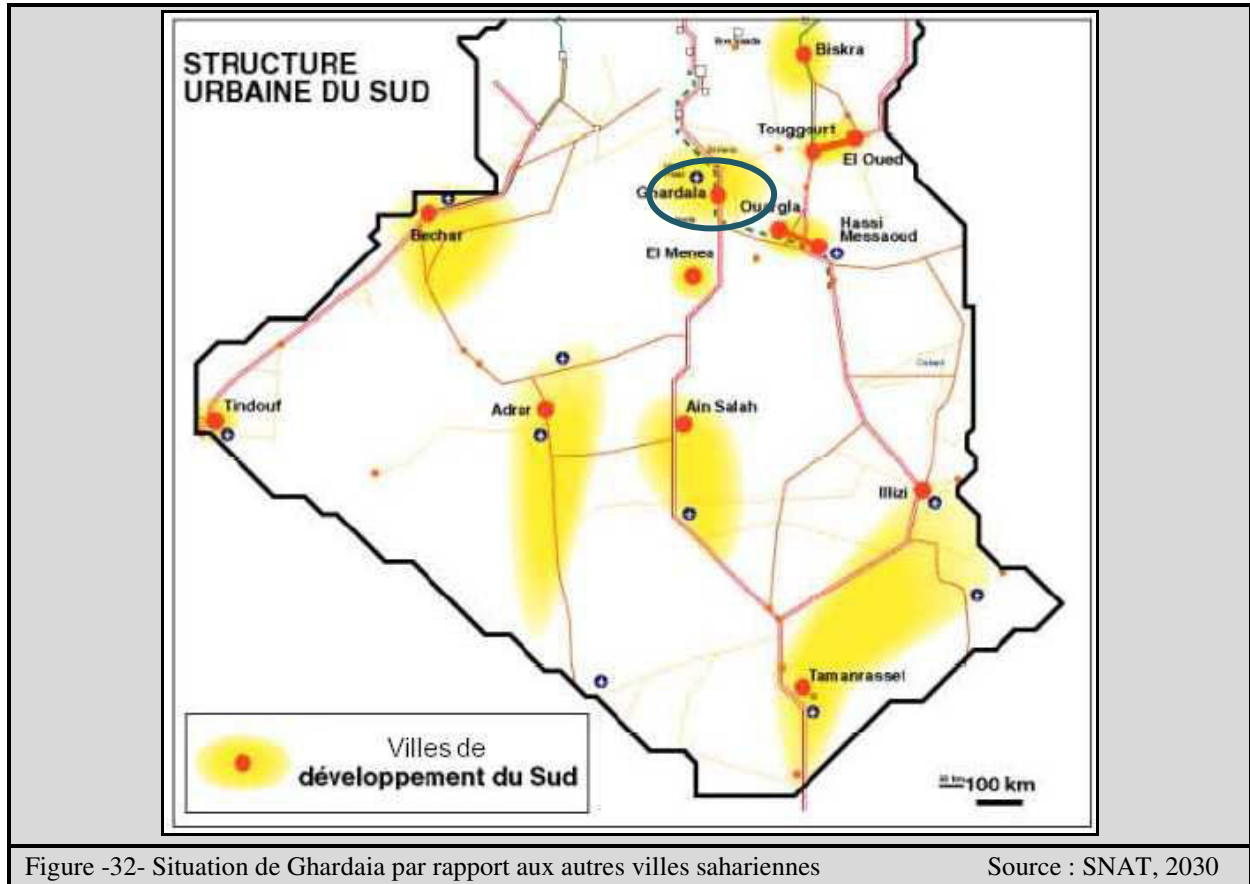 STRUCTURE
URBAINE DU SUD
Biskra
Touggourt
El Oued
Ghardaia
Ouargla
Hassi
Messaoud
Bechar
El Menea
Tindouf
Adrar
Ain Salah
Illizi
Tamanrasset
Villes de
développement du Sud
100 km
Figure -32- Situation de Ghardaia par rapport aux autres villes sahariennes Source : SNAT, 2030